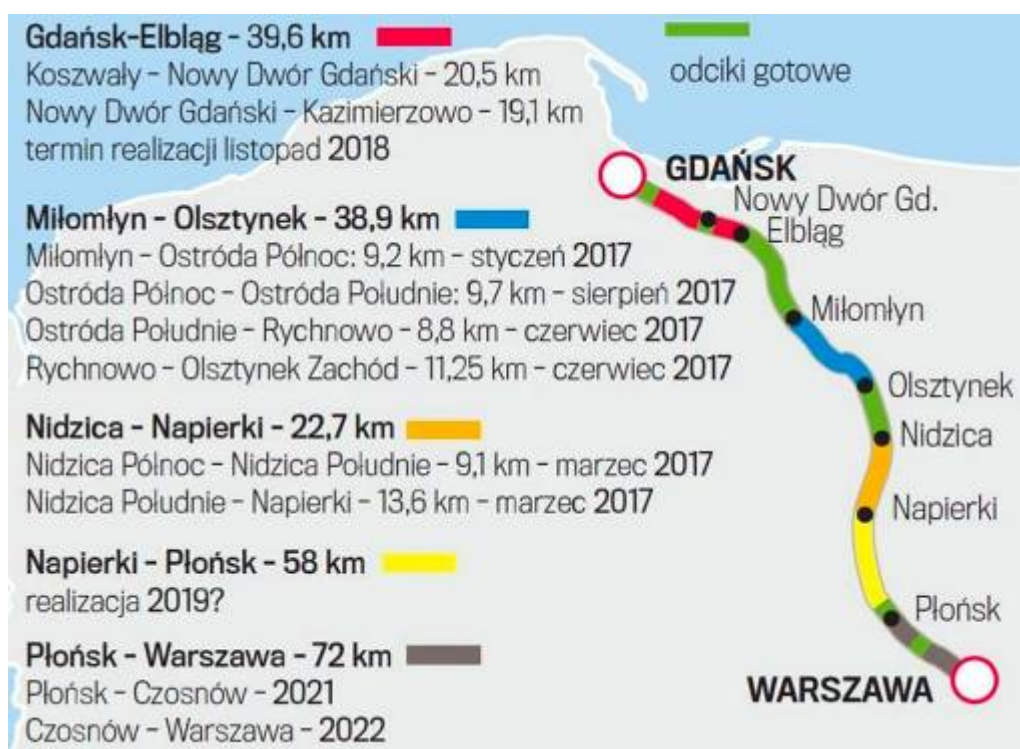 Gdańsk-Elbląg - 39,6 km
Koszwały - Nowy Dwór Gdański - 20,5 km
Nowy Dwór Gdański - Kazimierzowo - 19,1 km
termin realizacji listopad 2018
odciki gotowe
Miłomłyn - Olsztynek - 38,9 km
Miłomłyn - Ostróda Północ: 9,2 km - styczeń 2017
Ostróda Północ - Ostróda Południe: 9,7 km - sierpień 2017
Ostróda Południe - Rychnowo - 8,8 km - czerwiec 2017
Rychnowo - Olsztynek Zachód - 11,25 km - czerwiec 2017
Nidzica - Napierki - 22,7 km
Nidzica Północ - Nidzica Południe - 9,1 km - marzec 2017
Nidzica Południe - Napierki - 13,6 km - marzec 2017
Napierki - Płońsk - 58 km
realizacja 2019?
Płońsk - Warszawa - 72 km
Płońsk - Czosnów - 2021
Czosnów - Warszawa - 2022
GDAŃSK
Nowy Dwór Gd.
Elbląg
Miłomłyn
Olsztynek
Nidzica
Napierki
Płońsk
WARSZAWA